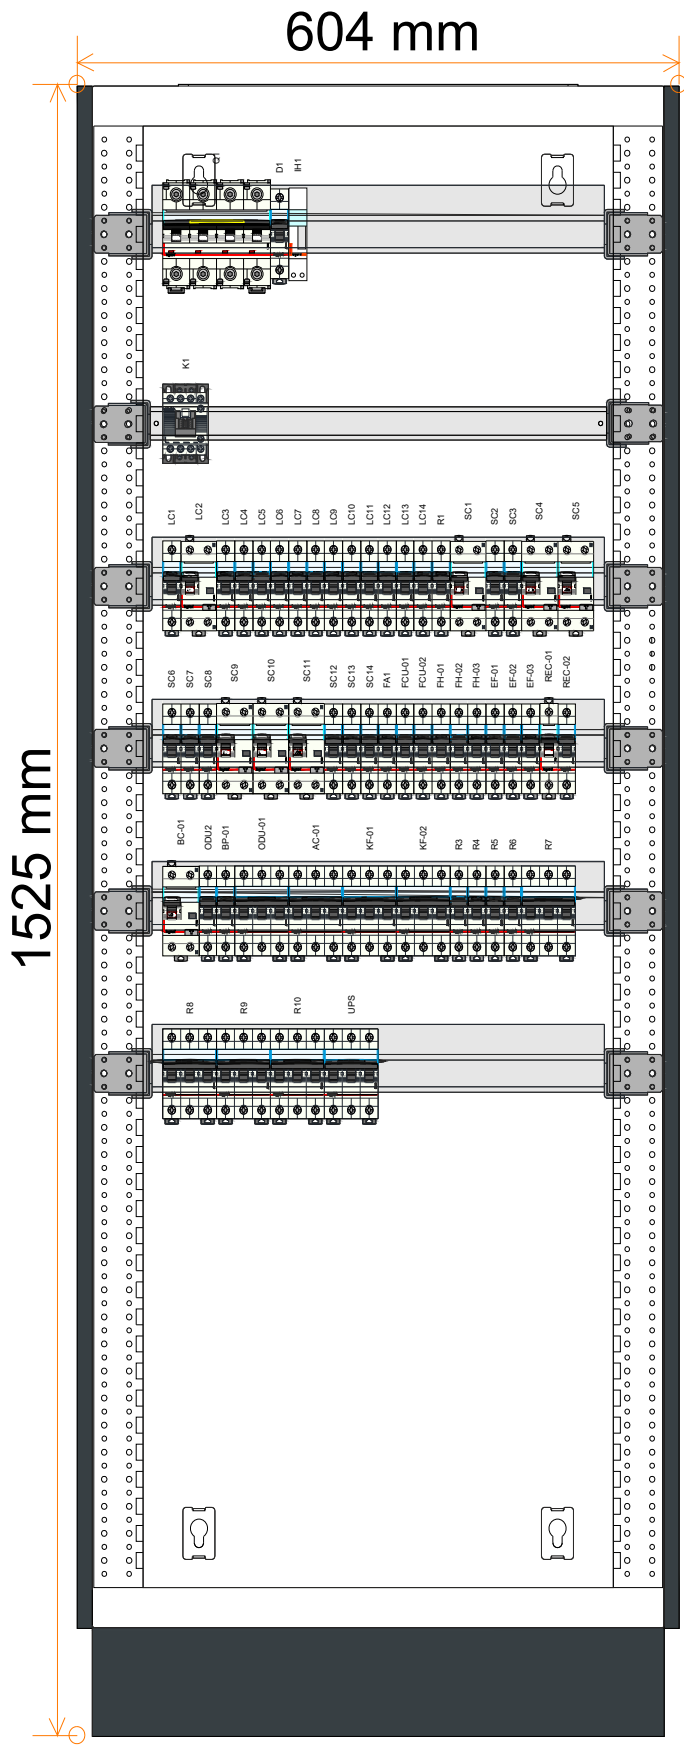 604 mm
Q1 D1 IH1
K1
LC1 LC2 LC3 LC4 LC5 LC6 LC7 LC8 LC9 LC10 LC11 LC12 LC13 LC14 R1 SC1 SC2 SC3 SC4 SC5
SC6 SC7 SC8 SC9 SC10 SC11 SC12 SC13 SC14 FA1 FCU-01 FCU-02 FH-01 FH-02 FH-03 EF-01 EF-02 EF-03 REC-01 REC-02
1525 mm
BC-01 ODU2 BP-01 ODU-01 AC-01 KF-01 KF-02 R3 R4 R5 R6 R7
R8 R9 R10 UPS